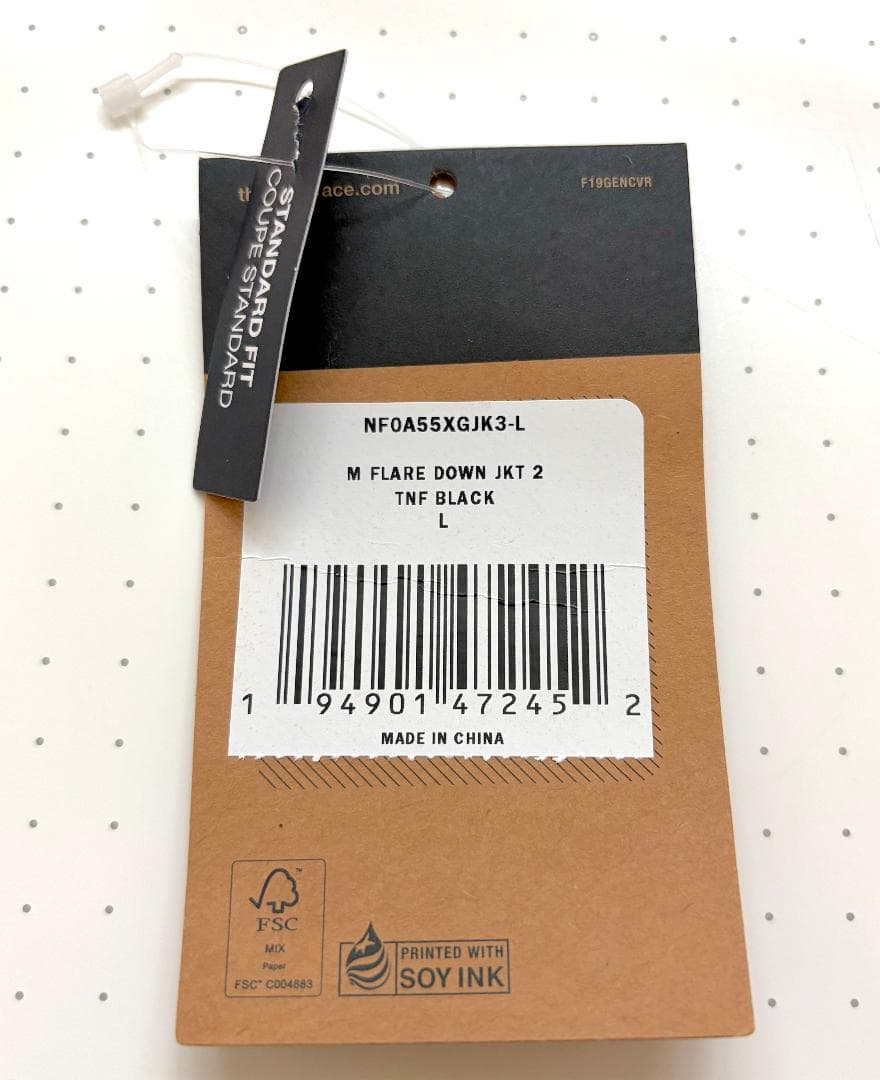 STANDARD FIT
COUPE STANDARD
ace.com
F19GENCVR
NF0A55XGJK3-L
M FLARE DOWN JKT 2
TNF BLACK
L
1 94901 47245 2
MADE IN CHINA
FSC
MIX
Paper
FSC™ C004883
PRINTED WITH
SOY INK